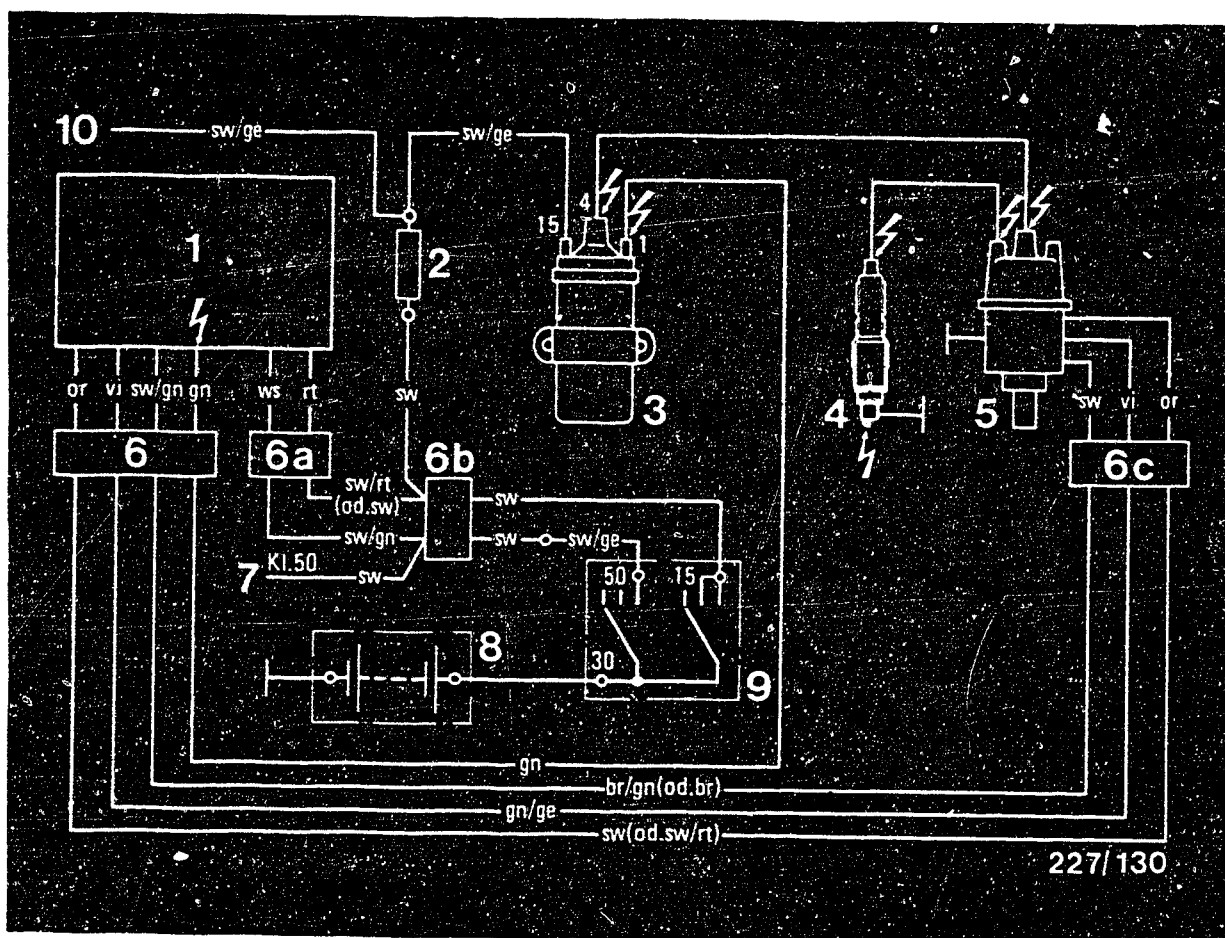 10 sw/ge sw/ge
1 2 15 4 1
or vi sw/gn gn ws rt sw 3 4 5 sw vi or
6 6a 6b 6c
sw/rt sw
(od.sw)
sw/gn sw sw/ge
7 Kl.50 sw 50 15
8 30 9
gn
br/gn(od.br)
gn/ge
sw(od.sw/rt)
227/130